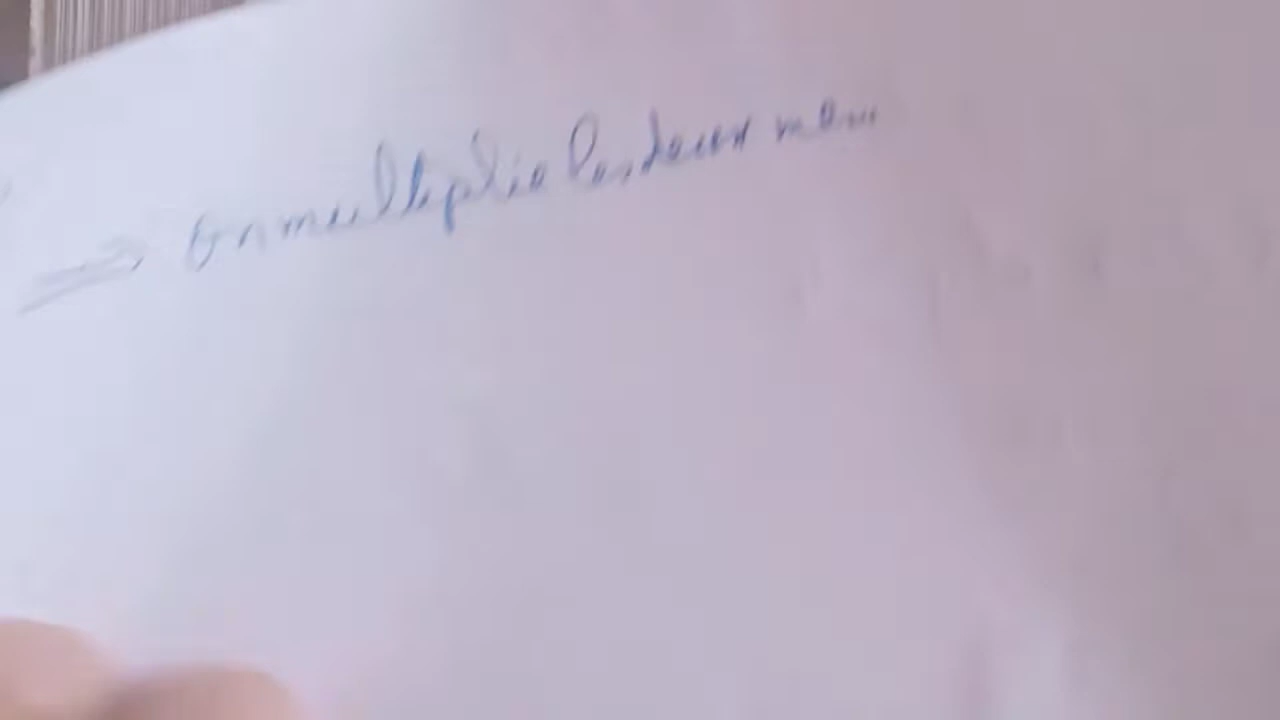 ⇒ On multiplie les deux